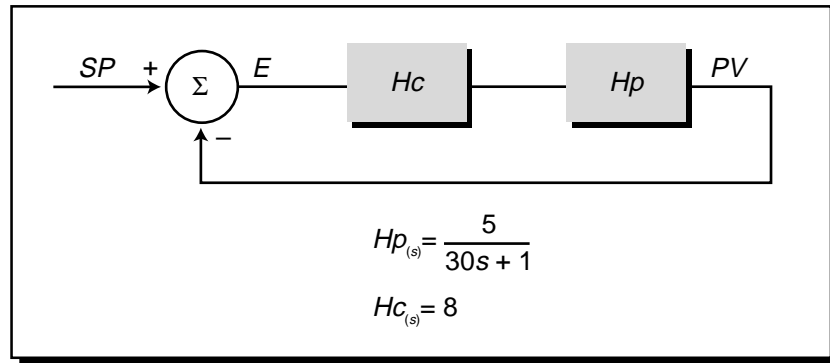 SP + Σ E Hc Hp PV
−
Hp(s) = 5 / 30s + 1
Hc(s) = 8